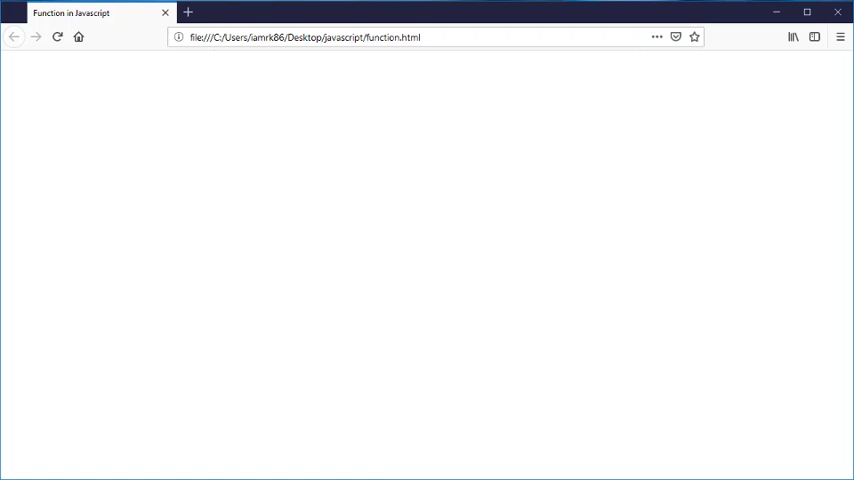 Function in Javascript
file:///C:/Users/iamrk86/Desktop/javascript/function.html